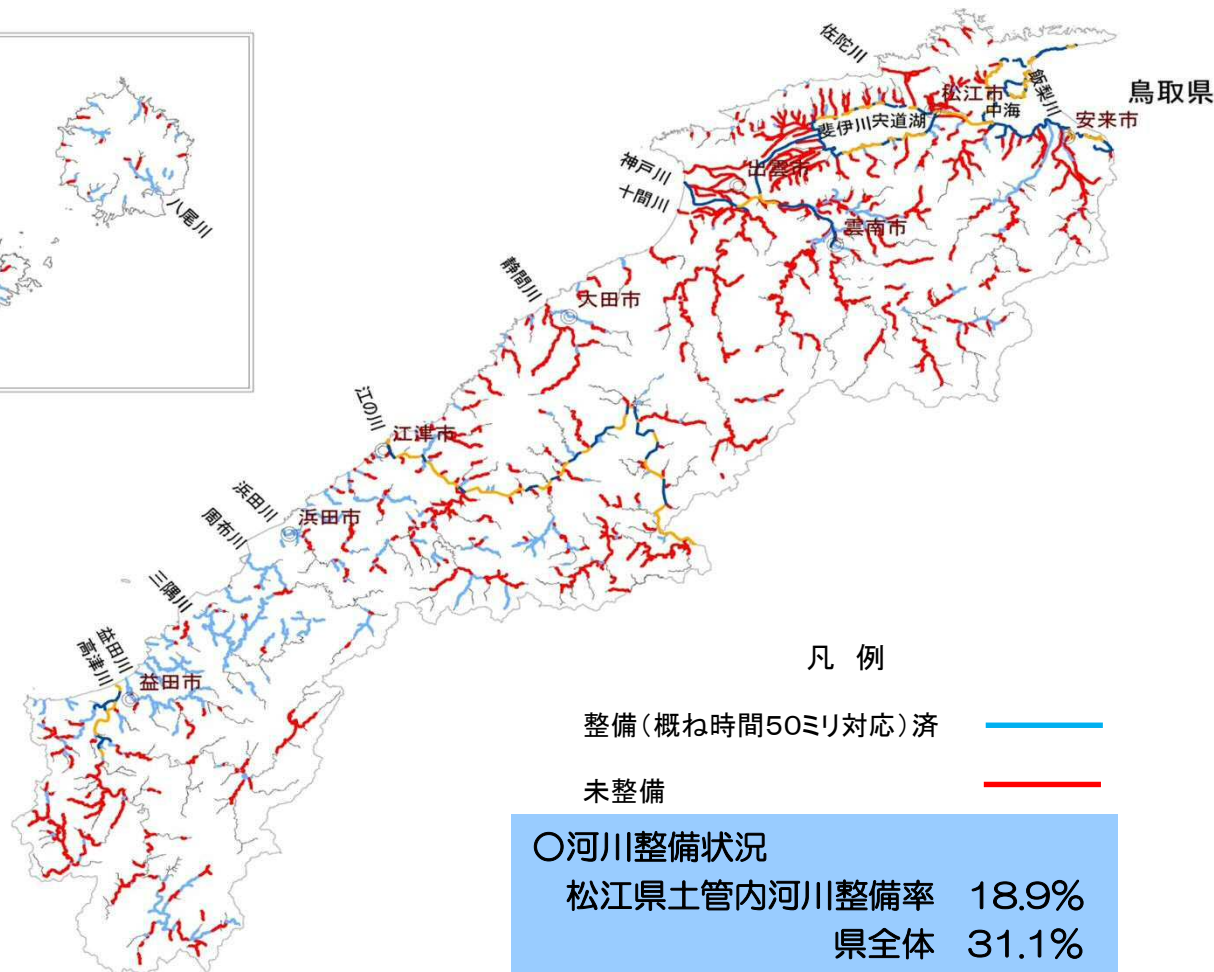 佐陀川
飯梨川
鳥取県
松江市
中海
安来市
斐伊川宍道湖
神戸川
出雲市
十間川
八尾川
雲南市
静間川
大田市
江の川
江津市
浜田川
浜田市
周布川
三隅川
益田川
高津川
益田市
凡 例
整備(概ね時間50ミリ対応)済
未整備
○河川整備状況
松江県土管内河川整備率 18.9%
県全体 31.1%